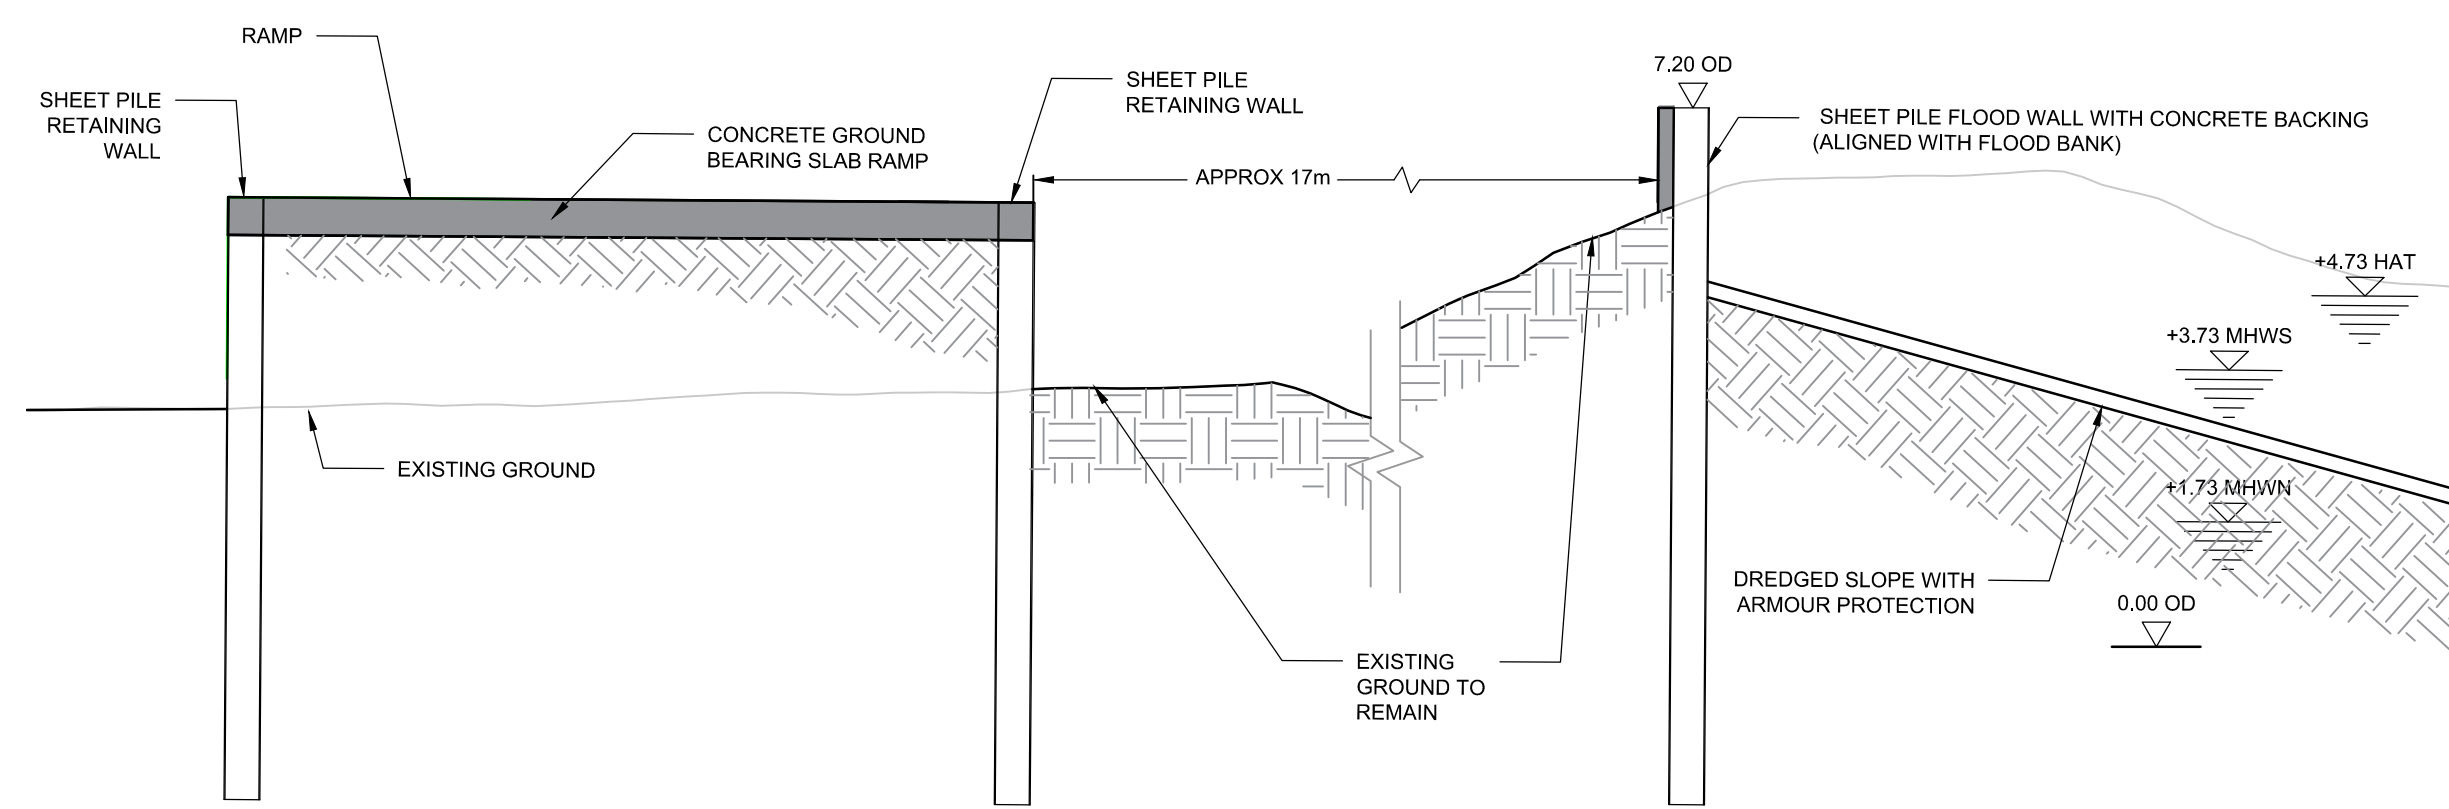 RAMP
SHEET PILE
RETAINING
WALL
CONCRETE GROUND
BEARING SLAB RAMP
SHEET PILE
RETAINING WALL
APPROX 17m
7.20 OD
SHEET PILE FLOOD WALL WITH CONCRETE BACKING
(ALIGNED WITH FLOOD BANK)
+4.73 HAT
+3.73 MHWS
+1.73 MHWN
EXISTING GROUND
DREDGED SLOPE WITH
ARMOUR PROTECTION
0.00 OD
EXISTING
GROUND TO
REMAIN